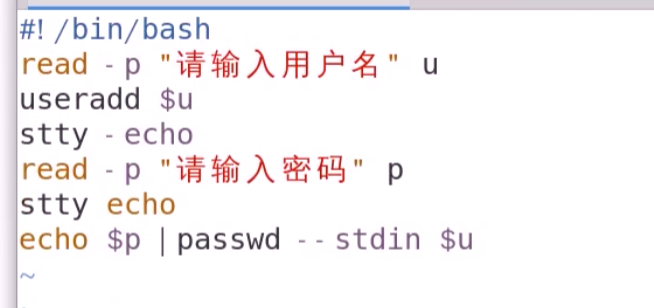 #!/bin/bash
read -p "请输入用户名" u
useradd $u
stty -echo
read -p "请输入密码" p
stty echo
echo $p |passwd --stdin $u
~